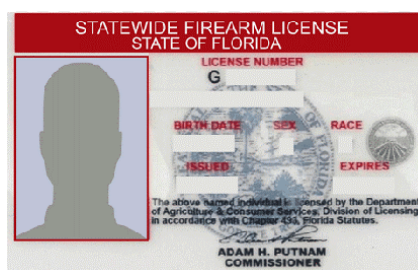 STATEWIDE FIREARM LICENSE
STATE OF FLORIDA
LICENSE NUMBER
G
BIRTH DATE SEX RACE
ISSUED EXPIRES
The above named individual is licensed by the Department
of Agriculture & Consumer Services, Division of Licensing
in accordance with Chapter 493, Florida Statutes.
ADAM H. PUTNAM
COMMISSIONER